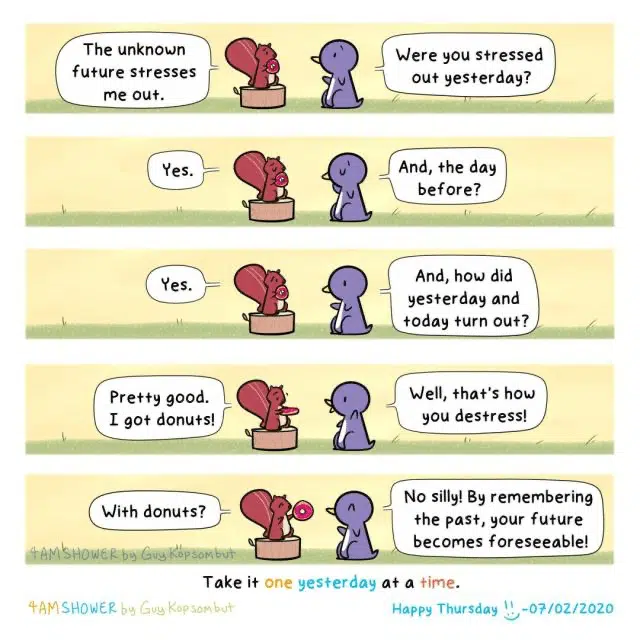 The unknown
future stresses
me out.
Were you stressed
out yesterday?
Yes.
And, the day
before?
Yes.
And, how did
yesterday and
today turn out?
Pretty good.
I got donuts!
Well, that's how
you destress!
With donuts?
No silly! By remembering
the past, your future
becomes foreseeable!
4AMSHOWER by Guy Kopsombut
Take it one yesterday at a time.
4AMSHOWER by Guy Kopsombut
Happy Thursday -07/02/2020